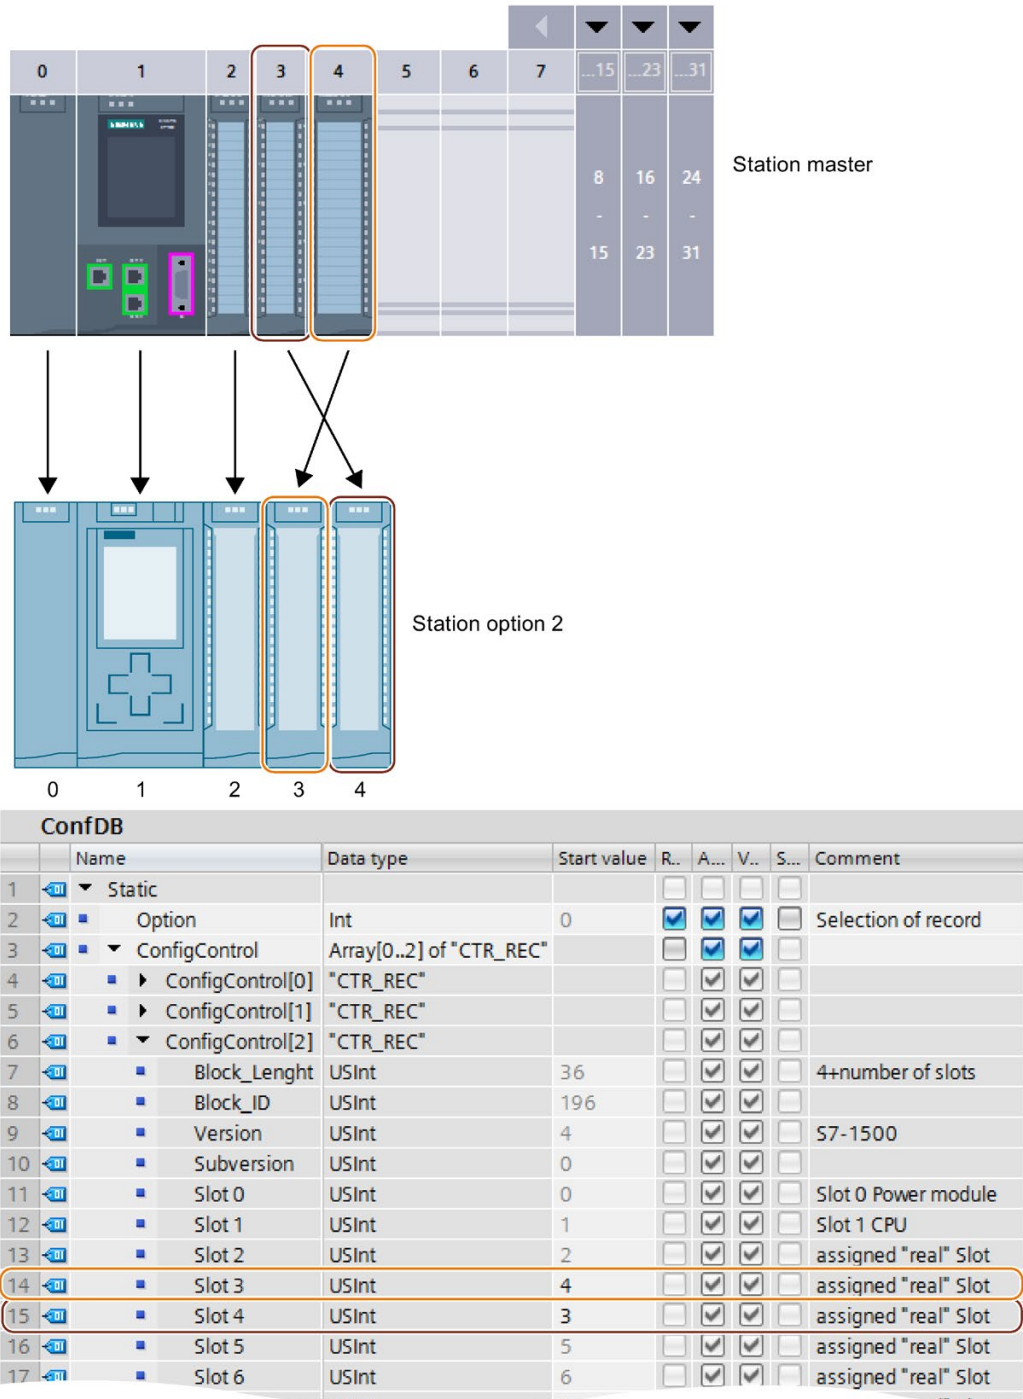 0 1 2 3 4 5 6 7 ...15 ...23 ...31
8 16 24
- - -
15 23 31
Station master
SIEMENS
Station option 2
0 1 2 3 4
ConfDB
Name Data type Start value R.. A... V.. S... Comment
1 Static
2 Option Int 0 Selection of record
3 ConfigControl Array[0..2] of "CTR_REC"
4 ConfigControl[0] "CTR_REC"
5 ConfigControl[1] "CTR_REC"
6 ConfigControl[2] "CTR_REC"
7 Block_Lenght USInt 36 4+number of slots
8 Block_ID USInt 196
9 Version USInt 4 S7-1500
10 Subversion USInt 0
11 Slot 0 USInt 0 Slot 0 Power module
12 Slot 1 USInt 1 Slot 1 CPU
13 Slot 2 USInt 2 assigned "real" Slot
14 Slot 3 USInt 4 assigned "real" Slot
15 Slot 4 USInt 3 assigned "real" Slot
16 Slot 5 USInt 5 assigned "real" Slot
17 Slot 6 USInt 6 assigned "real" Slot